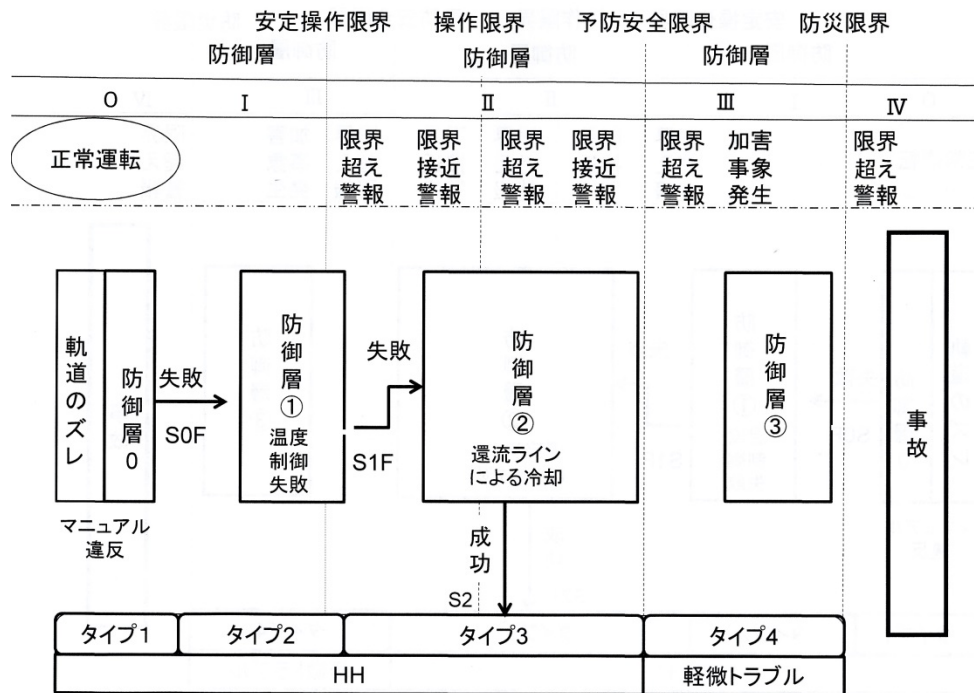 安定操作限界 操作限界 予防安全限界 防災限界
防御層 防御層 防御層
0 I II III IV
正常運転
限界
超え
警報
限界
接近
警報
限界
超え
警報
限界
接近
警報
限界
超え
警報
加害
事象
発生
限界
超え
警報
軌道のズレ
防御層0
失敗
S0F
マニュアル
違反
防御層①
温度
制御
失敗
失敗
S1F
防御層②
還流ライン
による冷却
成功
S2
防御層③
事故
タイプ1 タイプ2 タイプ3 タイプ4
HH 軽微トラブル